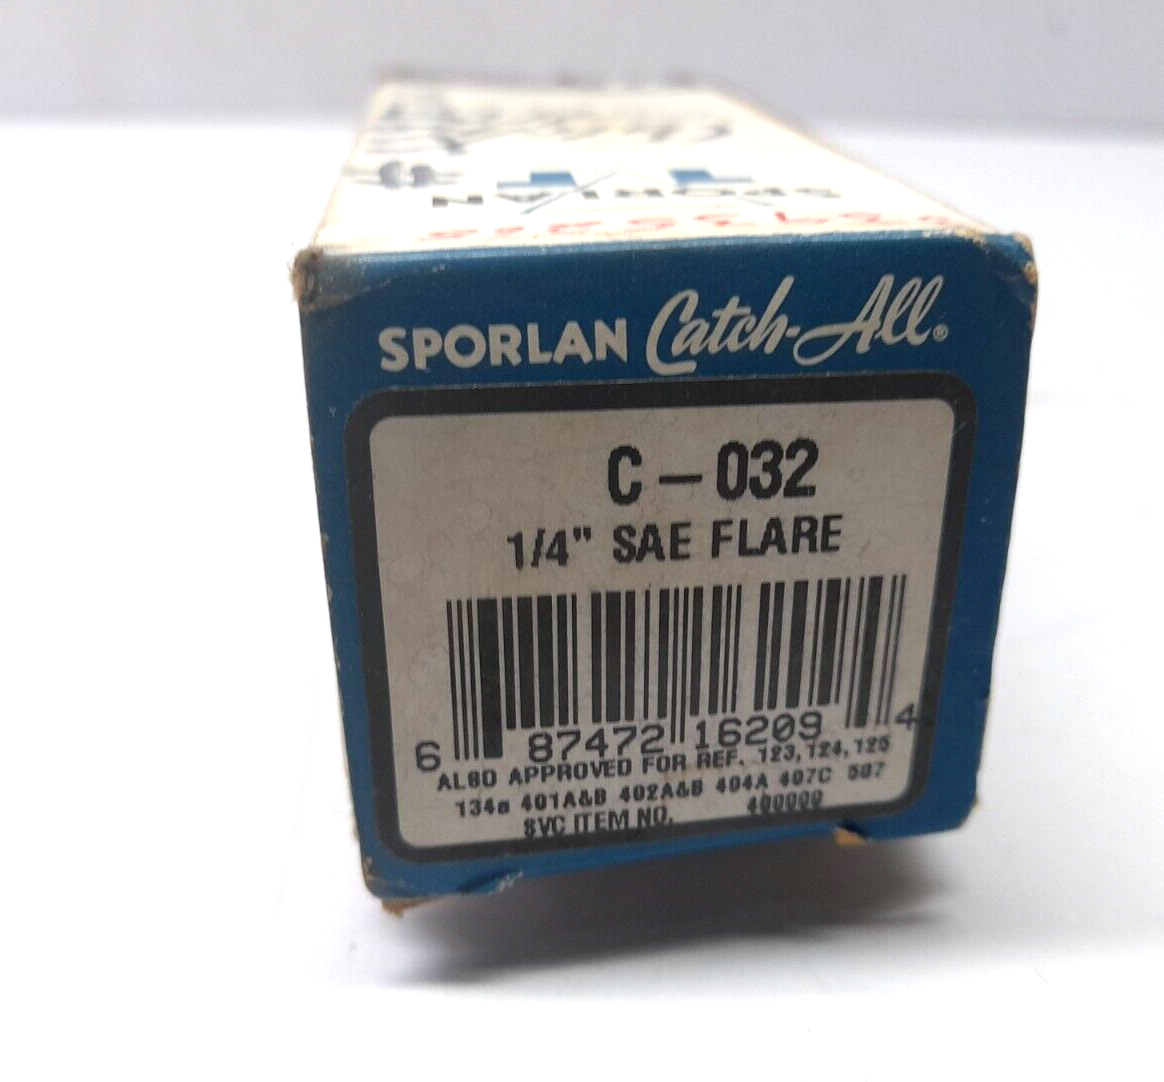 SPORLAN
SPORLAN Catch-All®
C – 032
1/4" SAE FLARE
6 87472 16209 4
ALSO APPROVED FOR REF. 123, 124, 125
134a 401A&B 402A&B 404A 407C 507
SVC ITEM NO. 400000